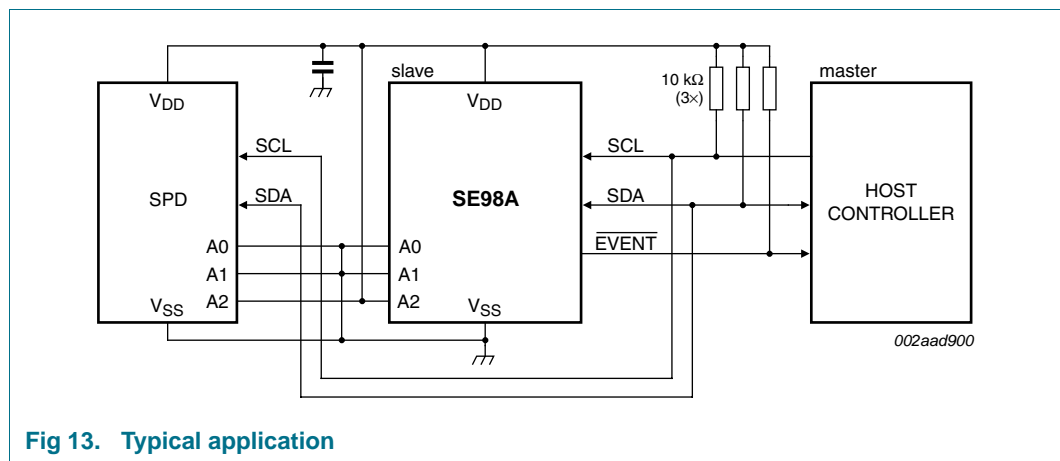 slave
10 kΩ
(3×)
master
VDD
SCL
SDA
SPD
A0
A1
A2
VSS
VDD
SCL
SDA
SE98A
EVENT
A0
A1
A2
VSS
HOST
CONTROLLER
002aad900
Fig 13. Typical application